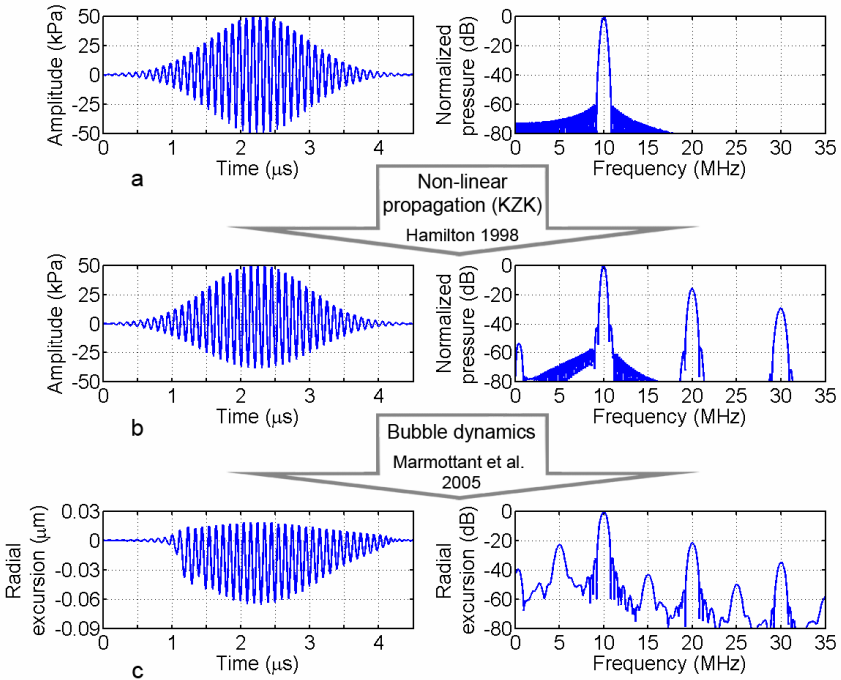 Amplitude (kPa)
50
25
0
-25
-50
0
1
2
3
4
Time (μs)
a
Normalized
pressure (dB)
0
-20
-40
-60
-80
0
5
10
15
20
25
30
35
Frequency (MHz)
Non-linear
propagation (KZK)
Hamilton 1998
Amplitude (kPa)
50
25
0
-25
-50
0
1
2
3
4
Time (μs)
b
Normalized
pressure (dB)
0
-20
-40
-60
-80
0
5
10
15
20
25
30
35
Frequency (MHz)
Bubble dynamics
Marmottant et al.
2005
Radial
excursion (μm)
0.03
0
-0.03
-0.06
-0.09
0
1
2
3
4
Time (μs)
c
Radial
excursion (dB)
0
-20
-40
-60
-80
0
5
10
15
20
25
30
35
Frequency (MHz)